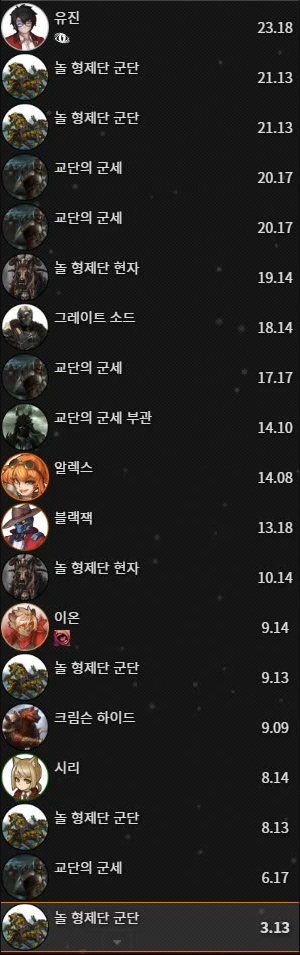 유진
23.18
놀 형제단 군단
21.13
놀 형제단 군단
21.13
교단의 군세
20.17
교단의 군세
20.17
놀 형제단 현자
19.14
그레이트 소드
18.14
교단의 군세
17.17
교단의 군세 부관
14.10
알렉스
14.08
블랙잭
13.18
놀 형제단 현자
10.14
이온
9.14
놀 형제단 군단
9.13
크림슨 하이드
9.09
시리
8.14
놀 형제단 군단
8.13
교단의 군세
6.17
놀 형제단 군단
3.13